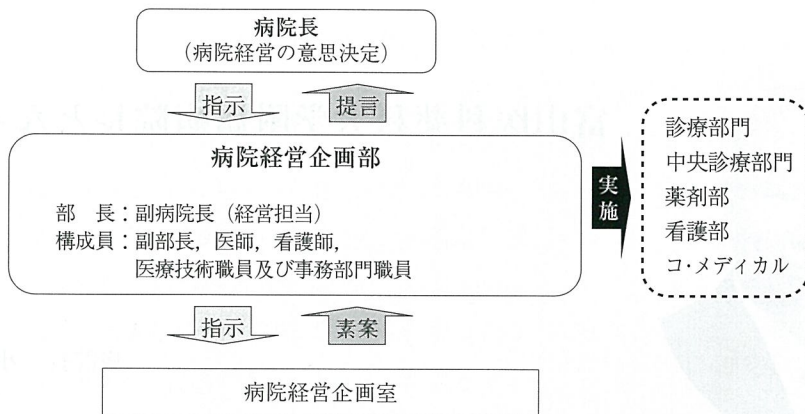 病院長
(病院経営の意思決定)
指示
提言
病院経営企画部
部　長：副病院長（経営担当）
構成員：副部長，医師，看護師，
医療技術職員及び事務部門職員
実施
診療部門
中央診療部門
薬剤部
看護部
コ・メディカル
指示
素案
病院経営企画室